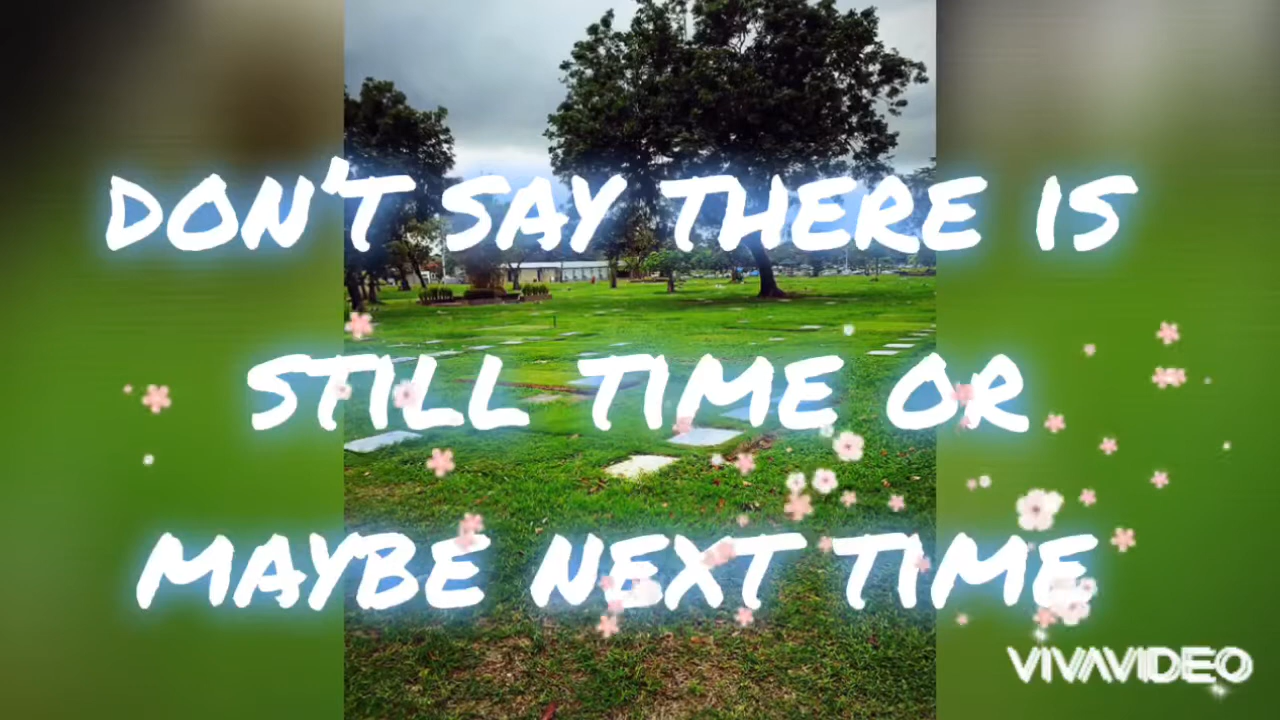 DON'T SAY THERE IS
STILL TIME OR
MAYBE NEXT TIME
VIVAVIDEO